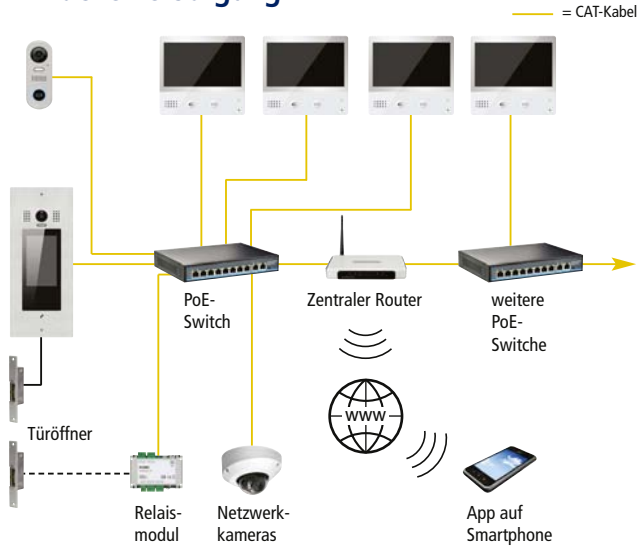 = CAT-Kabel
PoE-
Switch
Zentraler Router
weitere
PoE-
Switche
WWW
Türöffner
Relais-
modul
Netzwerk-
kameras
App auf
Smartphone